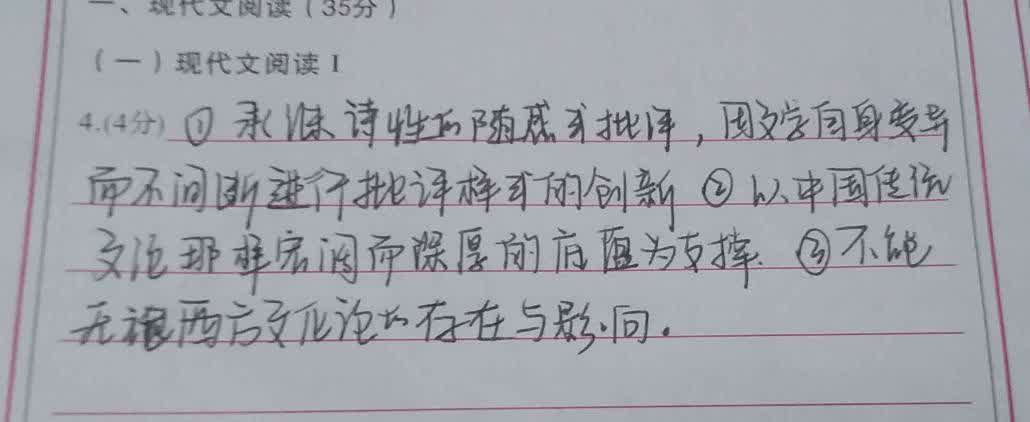 一、现代文阅读（35分）
（一）现代文阅读 I
4.(4分) ① 承继诗性的随感式批评，因文学自身变异
而不间断进行批评样式的创新 ② 以中国传统
文论那样宏阔而深厚的底蕴为支撑. ③ 不能
无视西方文化论的存在与影响。